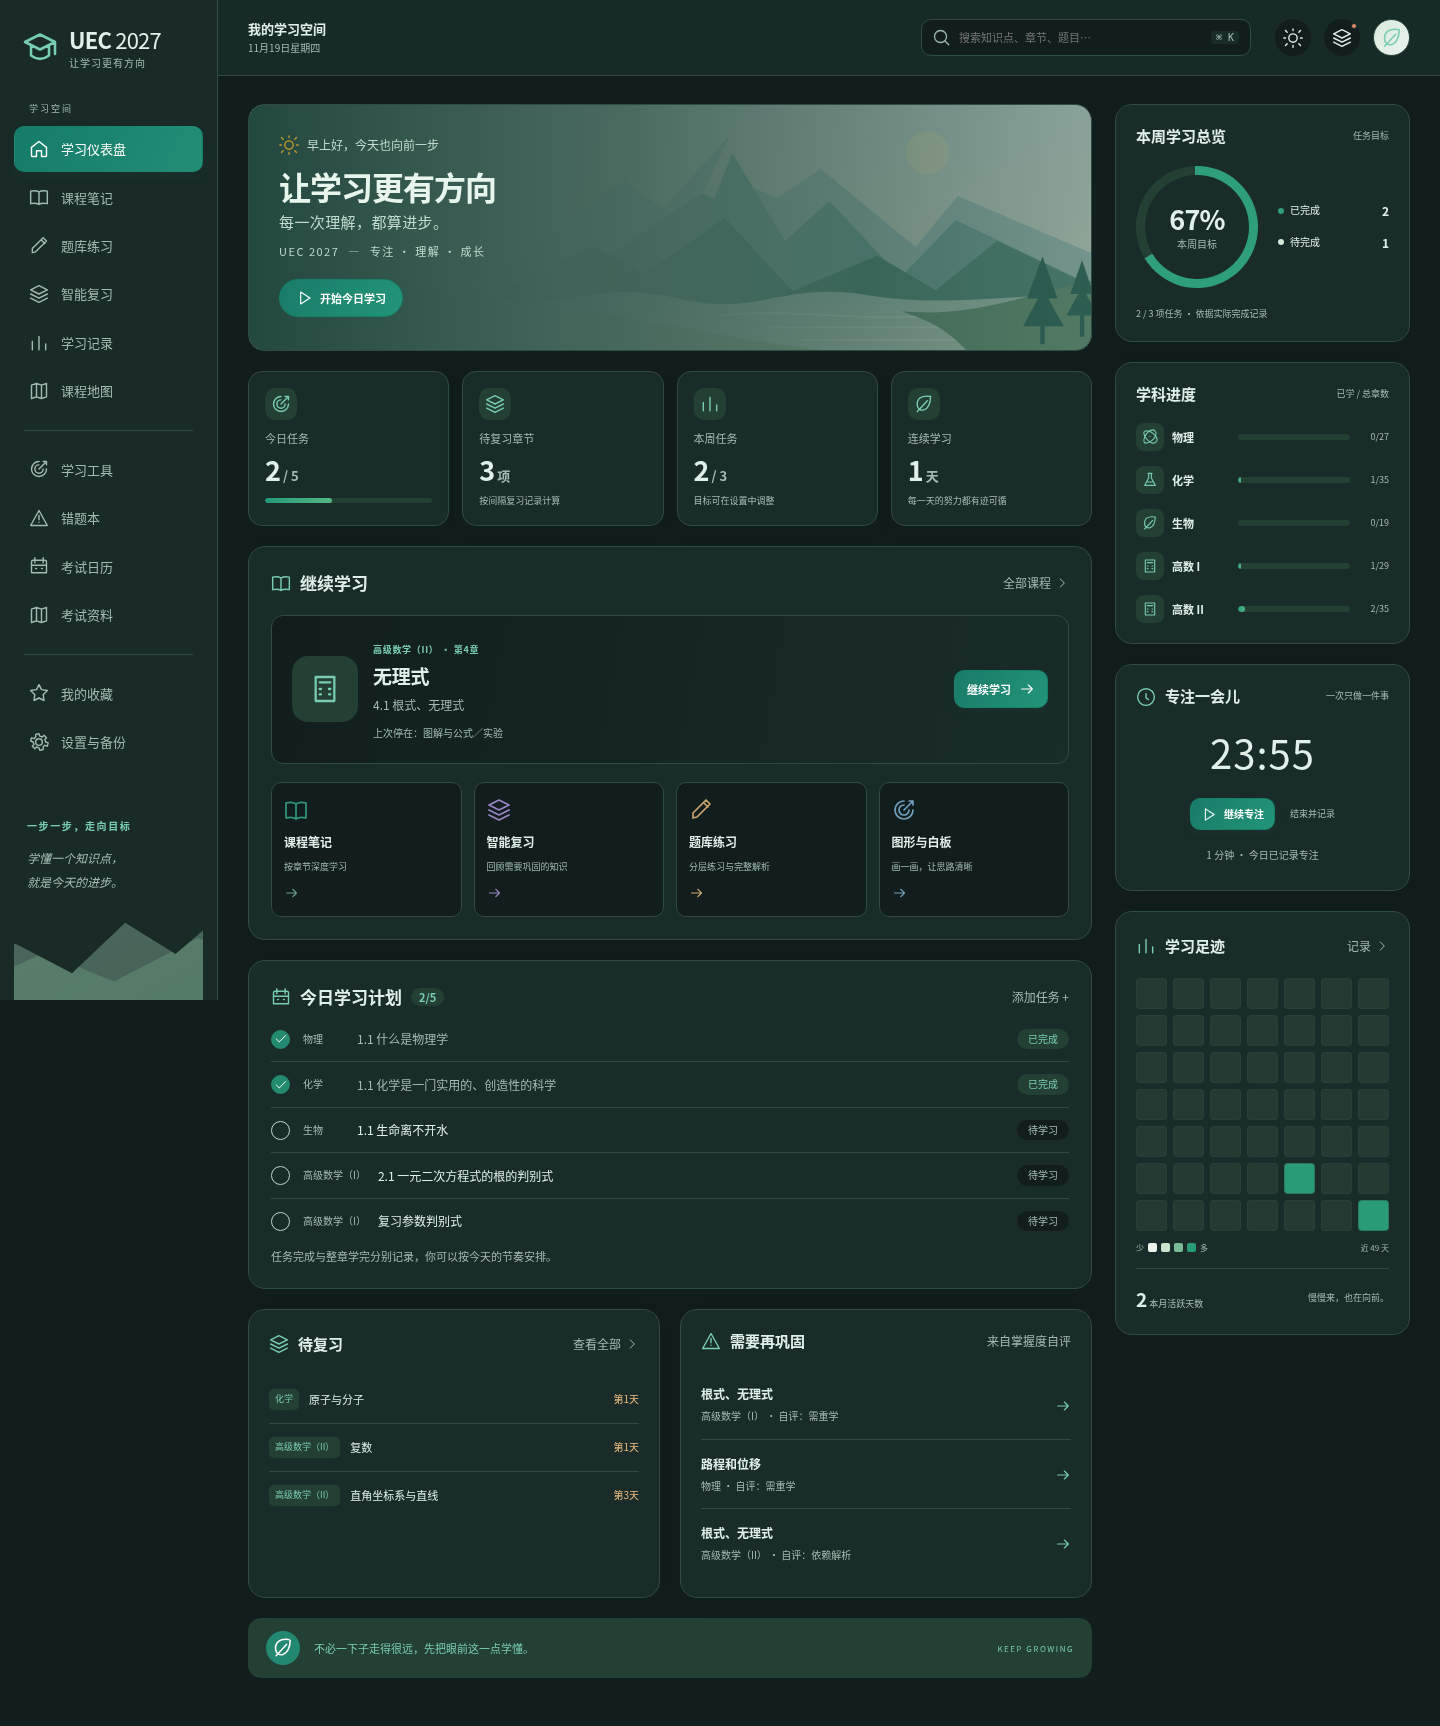 UEC 2027
让学习更有方向
学习空间
学习仪表盘
课程笔记
题库练习
智能复习
学习记录
课程地图
学习工具
错题本
考试日历
考试资料
我的收藏
设置与备份
一步一步，走向目标
学懂一个知识点，
就是今天的进步。
我的学习空间
11月19日星期四
搜索知识点、章节、题目…
⌘ K
早上好，今天也向前一步
让学习更有方向
每一次理解，都算进步。
UEC 2027 — 专注 · 理解 · 成长
开始今日学习
今日任务
2 / 5
待复习章节
3 项
按间隔复习记录计算
本周任务
2 / 3
目标可在设置中调整
连续学习
1 天
每一天的努力都有迹可循
继续学习
全部课程
高级数学（II） · 第4章
无理式
4.1 根式、无理式
上次停在：图解与公式／实验
继续学习
课程笔记
按章节深度学习
智能复习
回顾需要巩固的知识
题库练习
分层练习与完整解析
图形与白板
画一画，让思路清晰
今日学习计划 2/5
添加任务 +
物理 1.1 什么是物理学 已完成
化学 1.1 化学是一门实用的、创造性的科学 已完成
生物 1.1 生命离不开水 待学习
高级数学（I） 2.1 一元二次方程式的根的判别式 待学习
高级数学（I） 复习参数判别式 待学习
任务完成与整章学完分别记录，你可以按今天的节奏安排。
待复习
查看全部
化学 原子与分子 第1天
高级数学（II） 复数 第1天
高级数学（II） 直角坐标系与直线 第3天
需要再巩固
来自掌握度自评
根式、无理式
高级数学（I） · 自评：需重学
路程和位移
物理 · 自评：需重学
根式、无理式
高级数学（II） · 自评：依赖解析
不必一下子走得很远，先把眼前这一点学懂。
KEEP GROWING
本周学习总览
任务目标
67%
本周目标
已完成 2
待完成 1
2 / 3 项任务 · 依据实际完成记录
学科进度
已学 / 总章数
物理 0/27
化学 1/35
生物 0/19
高数 I 1/29
高数 II 2/35
专注一会儿
一次只做一件事
23:55
继续专注
结束并记录
1 分钟 · 今日已记录专注
学习足迹
记录
少 多
近 49 天
2 本月活跃天数
慢慢来，也在向前。